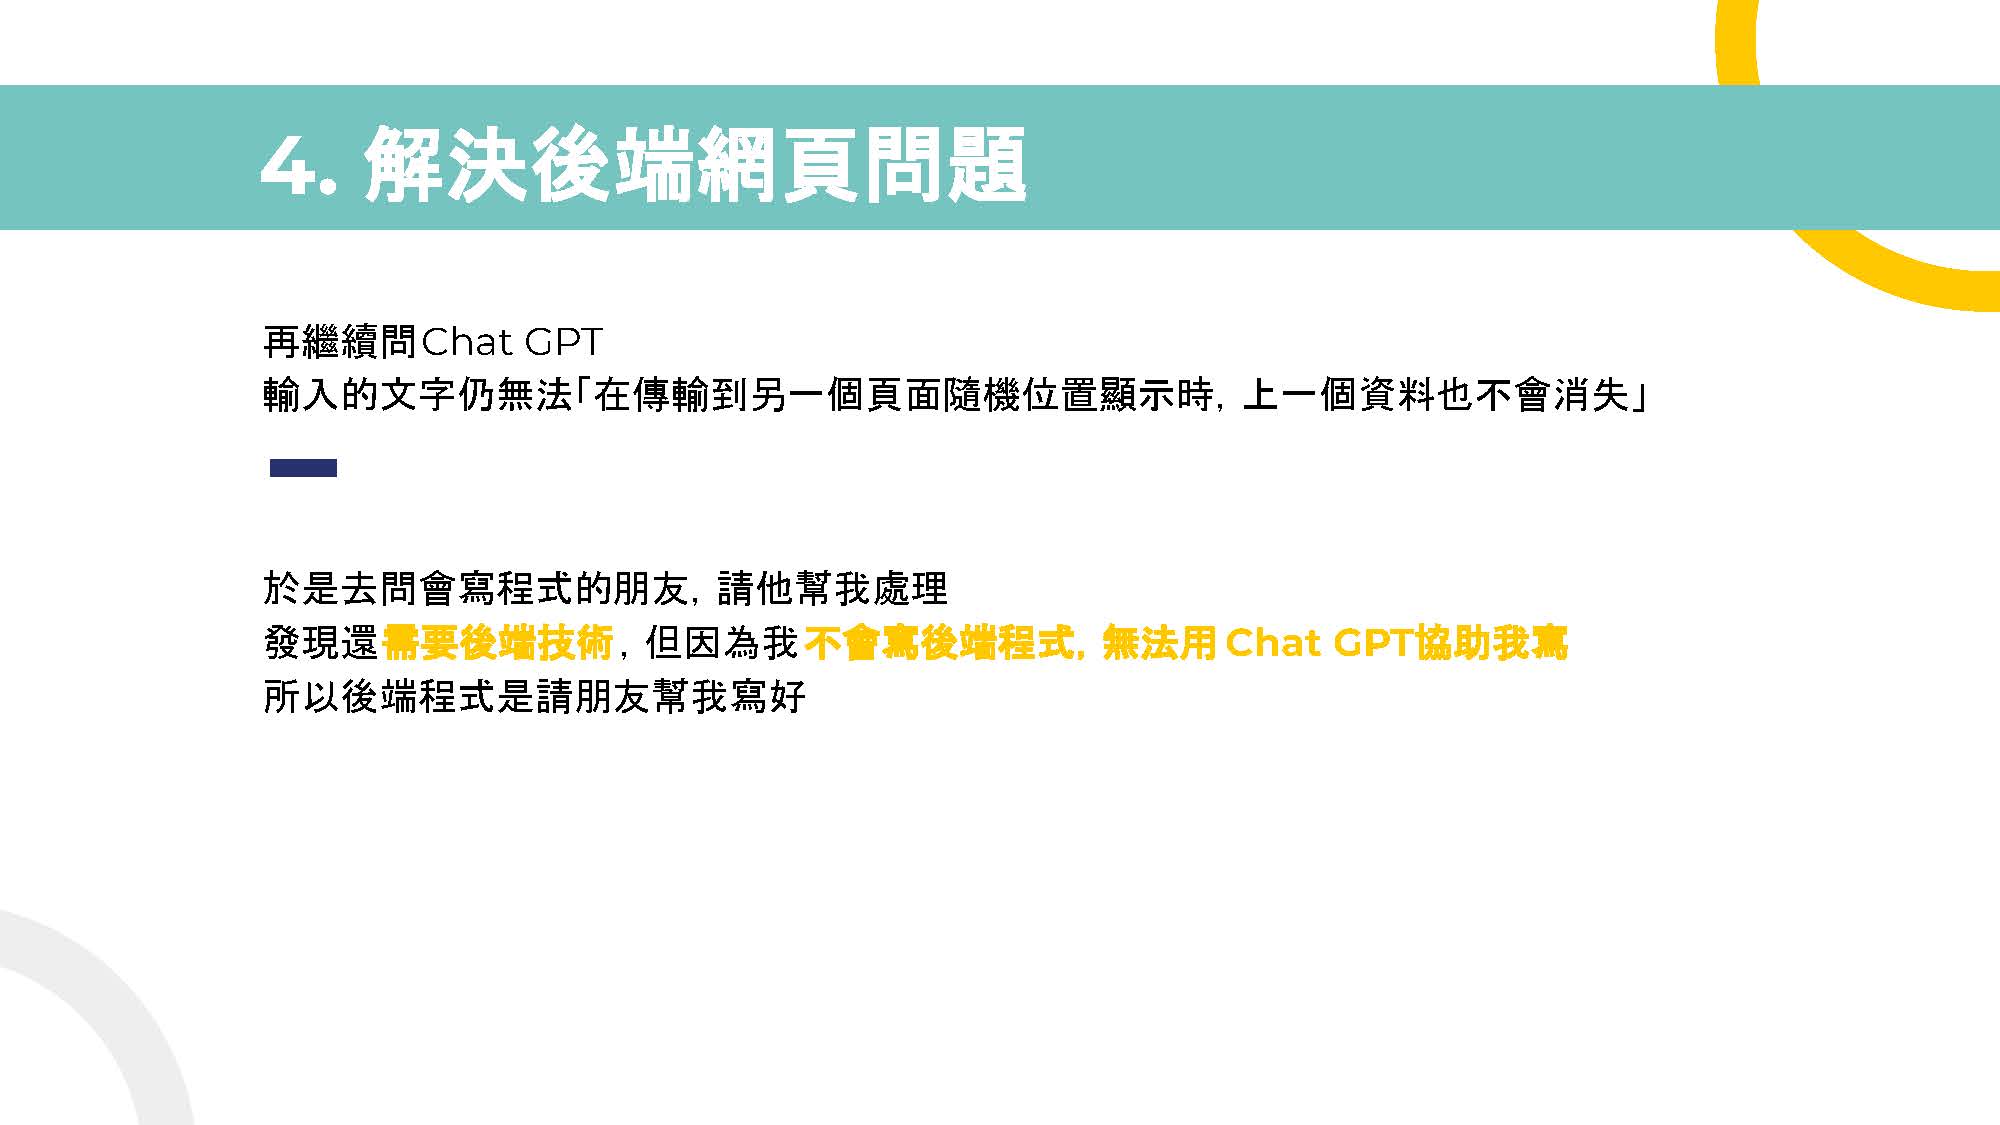 4. 解決後端網頁問題
再繼續問Chat GPT
輸入的文字仍無法「在傳輸到另一個頁面隨機位置顯示時，上一個資料也不會消失」
於是去問會寫程式的朋友，請他幫我處理
發現還需要後端技術，但因為我不會寫後端程式，無法用Chat GPT協助我寫
所以後端程式是請朋友幫我寫好